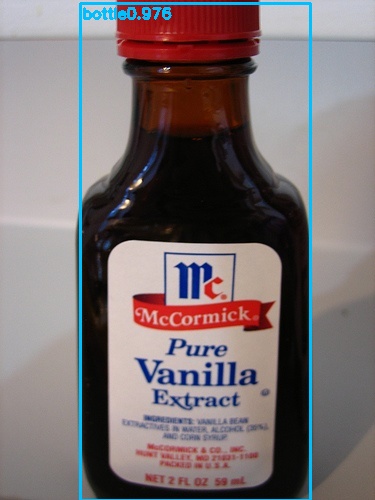 bottle0.976
Mc
McCormick®
Pure
Vanilla
Extract
INGREDIENTS: VANILLA BEAN
EXTRACTIVES IN WATER, ALCOHOL (35%),
AND CORN SYRUP.
McCORMICK & CO., INC.
HUNT VALLEY, MD 21031-1100
PACKED IN U.S.A.
NET 2 FL OZ 59 mL